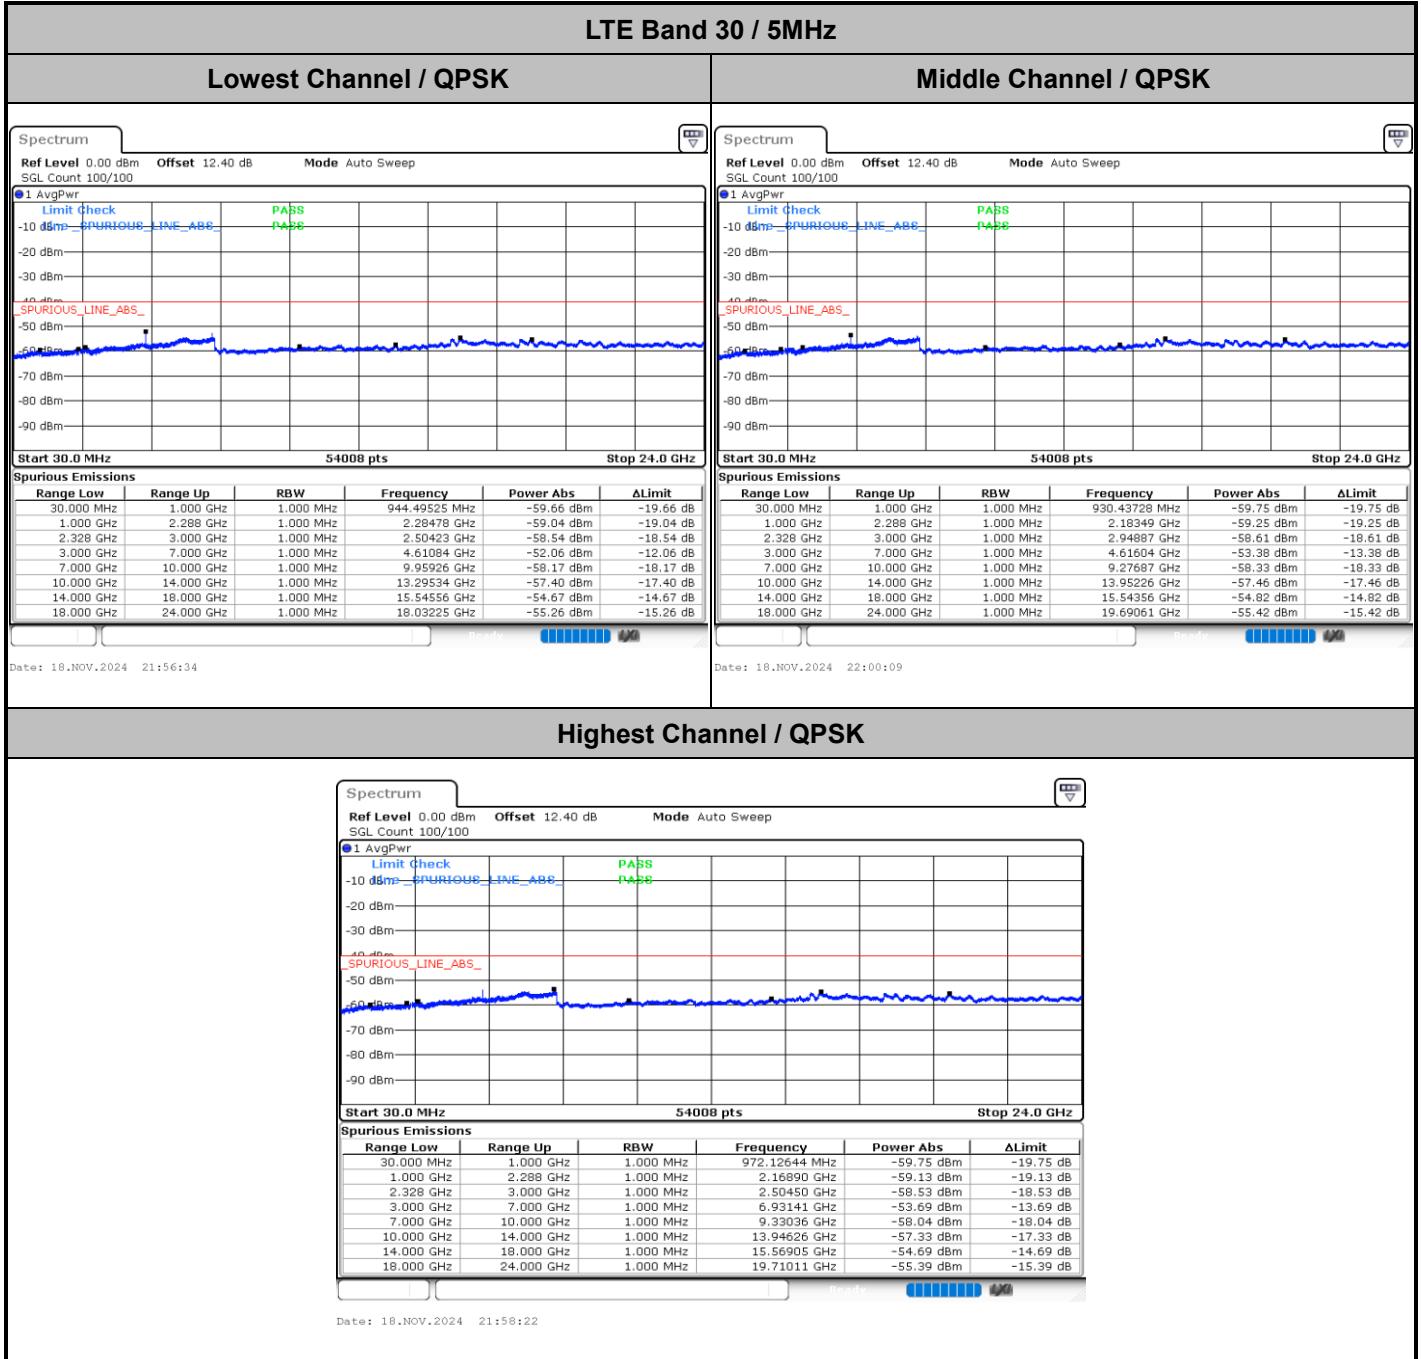 LTE Band 30 / 5MHz
Lowest Channel / QPSK
Spectrum
Ref Level 0.00 dBm Offset 12.40 dB Mode Auto Sweep
SGL Count 100/100
1 AvgPwr
Limit Check PASS
Line _SPURIOUS_LINE_ABS_ PASS
-10 dBm
-20 dBm
-30 dBm
-40 dBm
_SPURIOUS_LINE_ABS_
-50 dBm
-60 dBm
-70 dBm
-80 dBm
-90 dBm
Start 30.0 MHz 54008 pts Stop 24.0 GHz
Spurious Emissions
Range Low Range Up RBW Frequency Power Abs ΔLimit
30.000 MHz 1.000 GHz 1.000 MHz 944.49525 MHz -59.66 dBm -19.66 dB
1.000 GHz 2.288 GHz 1.000 MHz 2.28478 GHz -59.04 dBm -19.04 dB
2.328 GHz 3.000 GHz 1.000 MHz 2.50423 GHz -58.54 dBm -18.54 dB
3.000 GHz 7.000 GHz 1.000 MHz 4.61084 GHz -52.06 dBm -12.06 dB
7.000 GHz 10.000 GHz 1.000 MHz 9.95926 GHz -58.17 dBm -18.17 dB
10.000 GHz 14.000 GHz 1.000 MHz 13.29534 GHz -57.40 dBm -17.40 dB
14.000 GHz 18.000 GHz 1.000 MHz 15.54556 GHz -54.67 dBm -14.67 dB
18.000 GHz 24.000 GHz 1.000 MHz 18.03225 GHz -55.26 dBm -15.26 dB
Ready
Date: 18.NOV.2024 21:56:34
Middle Channel / QPSK
Spectrum
Ref Level 0.00 dBm Offset 12.40 dB Mode Auto Sweep
SGL Count 100/100
1 AvgPwr
Limit Check PASS
Line _SPURIOUS_LINE_ABS_ PASS
-10 dBm
-20 dBm
-30 dBm
-40 dBm
_SPURIOUS_LINE_ABS_
-50 dBm
-60 dBm
-70 dBm
-80 dBm
-90 dBm
Start 30.0 MHz 54008 pts Stop 24.0 GHz
Spurious Emissions
Range Low Range Up RBW Frequency Power Abs ΔLimit
30.000 MHz 1.000 GHz 1.000 MHz 930.43728 MHz -59.75 dBm -19.75 dB
1.000 GHz 2.288 GHz 1.000 MHz 2.18349 GHz -59.25 dBm -19.25 dB
2.328 GHz 3.000 GHz 1.000 MHz 2.94887 GHz -58.61 dBm -18.61 dB
3.000 GHz 7.000 GHz 1.000 MHz 4.61604 GHz -53.38 dBm -13.38 dB
7.000 GHz 10.000 GHz 1.000 MHz 9.27687 GHz -58.33 dBm -18.33 dB
10.000 GHz 14.000 GHz 1.000 MHz 13.95226 GHz -57.46 dBm -17.46 dB
14.000 GHz 18.000 GHz 1.000 MHz 15.54356 GHz -54.82 dBm -14.82 dB
18.000 GHz 24.000 GHz 1.000 MHz 19.69061 GHz -55.42 dBm -15.42 dB
Ready
Date: 18.NOV.2024 22:00:09
Highest Channel / QPSK
Spectrum
Ref Level 0.00 dBm Offset 12.40 dB Mode Auto Sweep
SGL Count 100/100
1 AvgPwr
Limit Check PASS
Line _SPURIOUS_LINE_ABS_ PASS
-10 dBm
-20 dBm
-30 dBm
-40 dBm
_SPURIOUS_LINE_ABS_
-50 dBm
-60 dBm
-70 dBm
-80 dBm
-90 dBm
Start 30.0 MHz 54008 pts Stop 24.0 GHz
Spurious Emissions
Range Low Range Up RBW Frequency Power Abs ΔLimit
30.000 MHz 1.000 GHz 1.000 MHz 972.12644 MHz -59.75 dBm -19.75 dB
1.000 GHz 2.288 GHz 1.000 MHz 2.16890 GHz -59.13 dBm -19.13 dB
2.328 GHz 3.000 GHz 1.000 MHz 2.50450 GHz -58.53 dBm -18.53 dB
3.000 GHz 7.000 GHz 1.000 MHz 6.93141 GHz -53.69 dBm -13.69 dB
7.000 GHz 10.000 GHz 1.000 MHz 9.33036 GHz -58.04 dBm -18.04 dB
10.000 GHz 14.000 GHz 1.000 MHz 13.94626 GHz -57.33 dBm -17.33 dB
14.000 GHz 18.000 GHz 1.000 MHz 15.56905 GHz -54.69 dBm -14.69 dB
18.000 GHz 24.000 GHz 1.000 MHz 19.71011 GHz -55.39 dBm -15.39 dB
Ready
Date: 18.NOV.2024 21:58:22